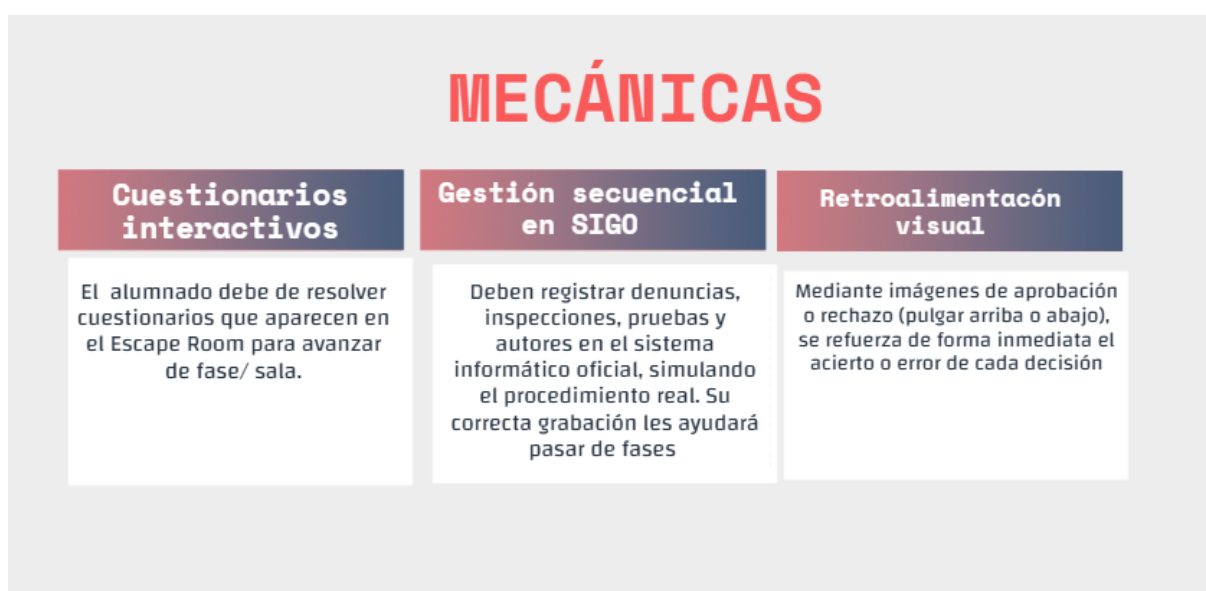 MECÁNICAS
Cuestionarios
interactivos
El alumnado debe de resolver
cuestionarios que aparecen en
el Escape Room para avanzar
de fase/ sala.
Gestión secuencial
en SIGO
Deben registrar denuncias,
inspecciones, pruebas y
autores en el sistema
informático oficial, simulando
el procedimiento real. Su
correcta grabación les ayudará
pasar de fases
Retroalimentacón
visual
Mediante imágenes de aprobación
o rechazo (pulgar arriba o abajo),
se refuerza de forma inmediata el
acierto o error de cada decisión